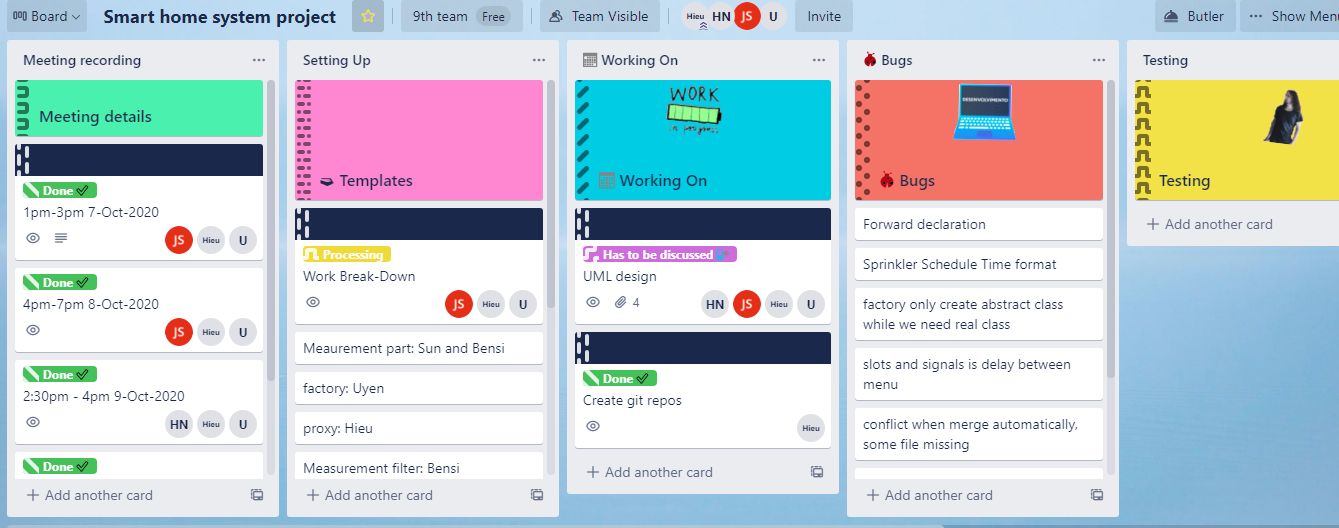 Board
Smart home system project
9th team
Free
Team Visible
Hieu
HN
JS
U
Invite
Butler
Show Menu
Meeting recording
Meeting details
Done
1pm-3pm 7-Oct-2020
JS
Hieu
U
Done
4pm-7pm 8-Oct-2020
JS
Hieu
U
Done
2:30pm - 4pm 9-Oct-2020
HN
Hieu
U
Done
Add another card
Setting Up
Templates
Processing
Work Break-Down
JS
Hieu
U
Meaurement part: Sun and Bensi
factory: Uyen
proxy: Hieu
Measurement filter: Bensi
Add another card
Working On
WORK
in progress
Working On
Has to be discussed
UML design
4
HN
JS
Hieu
U
Done
Create git repos
Hieu
Add another card
Bugs
DESENVOLVIMENTO
Bugs
Forward declaration
Sprinkler Schedule Time format
factory only create abstract class
while we need real class
slots and signals is delay between
menu
conflict when merge automatically,
some file missing
Add another card
Testing
Testing
Add another card